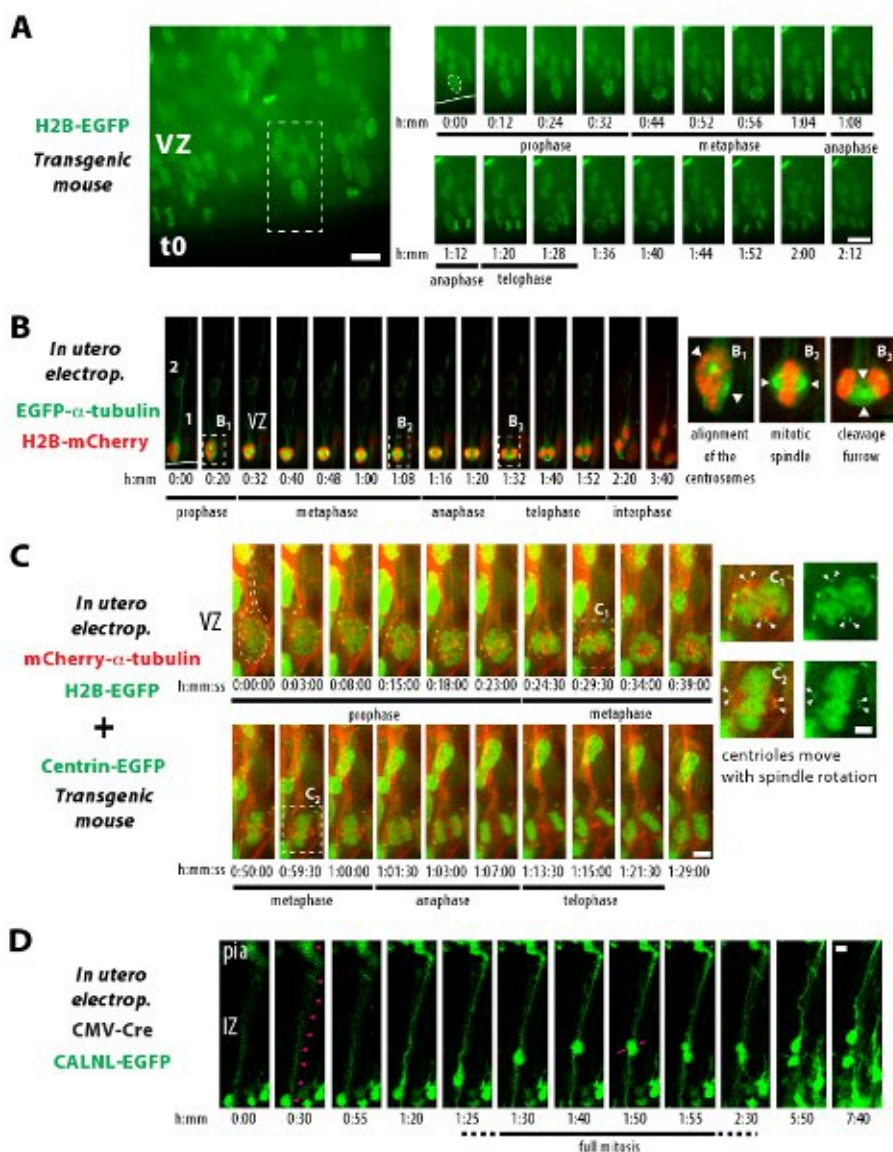 A
H2B-EGFP
Transgenic
mouse
VZ
t0
h:mm
0:00 0:12 0:24 0:32 0:44 0:52 0:56 1:04 1:08
prophase metaphase anaphase
h:mm
1:12 1:20 1:28 1:36 1:40 1:44 1:52 2:00 2:12
anaphase telophase
B
In utero
electrop.
EGFP-α-tubulin
H2B-mCherry
2
1
B1
VZ
B2
B3
h:mm
0:00 0:20 0:32 0:40 0:48 1:00 1:08 1:16 1:20 1:32 1:40 1:52 2:20 3:40
prophase metaphase anaphase telophase interphase
B1
B2
B3
alignment
of the
centrosomes
mitotic
spindle
cleavage
furrow
C
In utero
electrop.
mCherry-α-tubulin
H2B-EGFP
+
Centrin-EGFP
Transgenic
mouse
VZ
C1
h:mm:ss
0:00:00 0:03:00 0:08:00 0:15:00 0:18:00 0:23:00 0:24:30 0:29:30 0:34:00 0:39:00
prophase metaphase
C2
h:mm:ss
0:50:00 0:59:30 1:00:00 1:01:30 1:03:00 1:07:00 1:13:30 1:15:00 1:21:30 1:29:00
metaphase anaphase telophase
C1
C2
centrioles move
with spindle rotation
D
In utero
electrop.
CMV-Cre
CALNL-EGFP
pia
IZ
h:mm
0:00 0:30 0:55 1:20 1:25 1:30 1:40 1:50 1:55 2:30 5:50 7:40
full mitosis